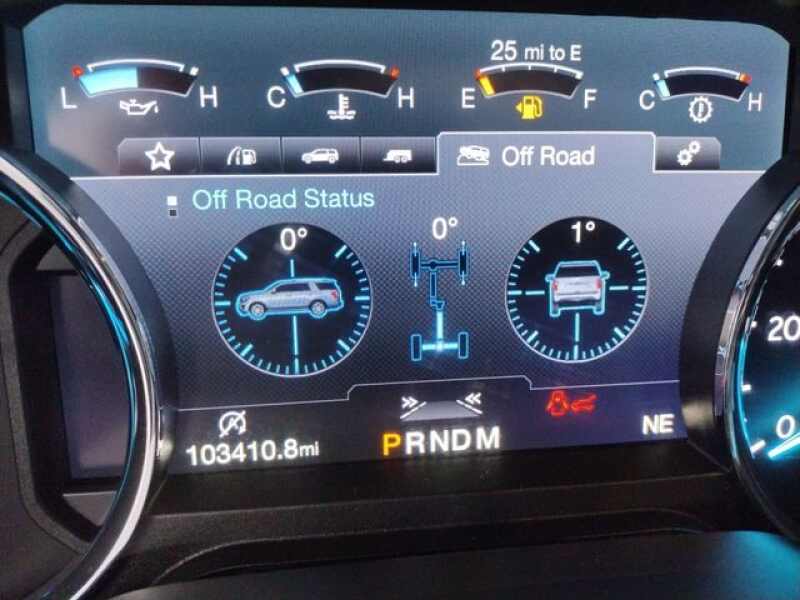 25 mi to E
L H C H E F C H
Off Road
Off Road Status
0° 0° 1°
103410.8mi PRNDM NE
20
0